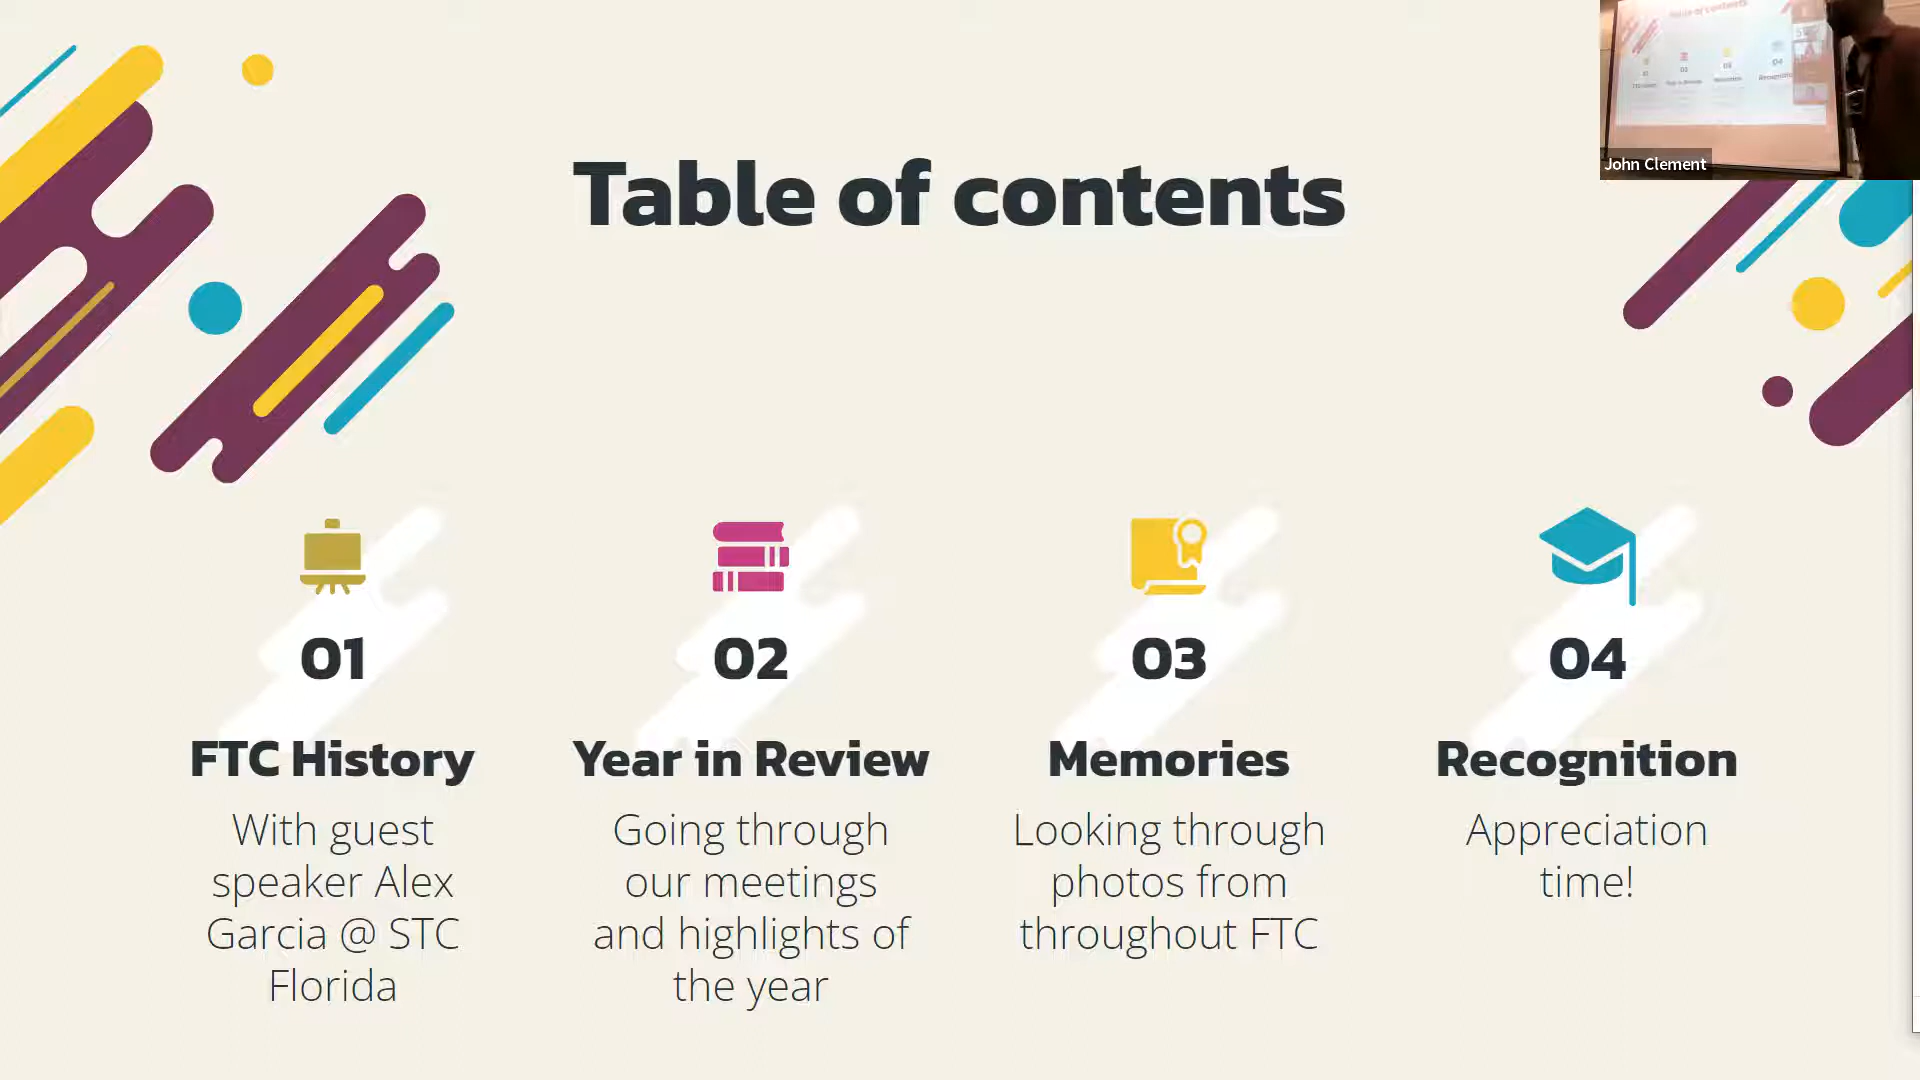 John Clement
Table of contents
01
FTC History
With guest
speaker Alex
Garcia @ STC
Florida
02
Year in Review
Going through
our meetings
and highlights of
the year
03
Memories
Looking through
photos from
throughout FTC
04
Recognition
Appreciation
time!